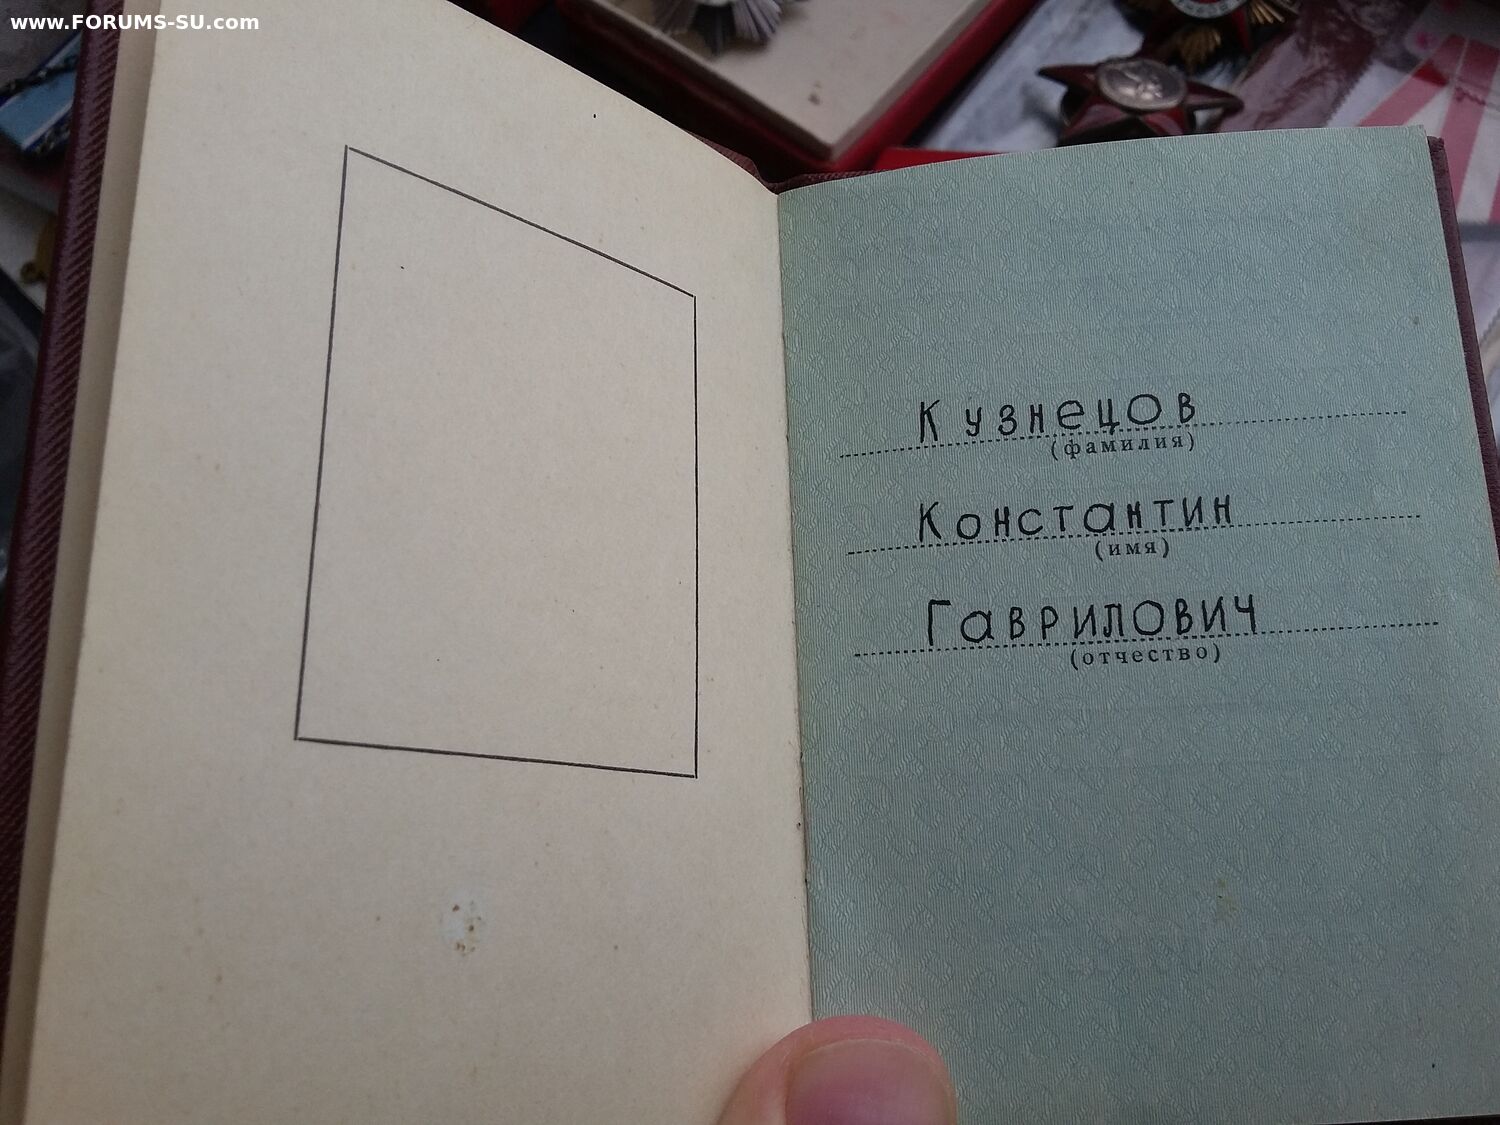 www.FORUMS-SU.com
Кузнецов
(фамилия)
Константин
(имя)
Гаврилович
(отчество)